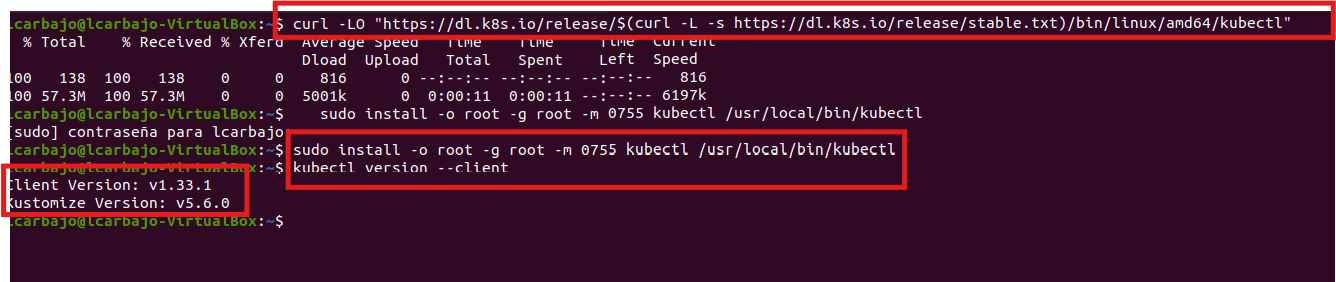 lcarbajo@lcarbajo-VirtualBox:~$ curl -LO "https://dl.k8s.io/release/$(curl -L -s https://dl.k8s.io/release/stable.txt)/bin/linux/amd64/kubectl"
% Total % Received % Xferd Average Speed Time Time Time Current
Dload Upload Total Spent Left Speed
100 138 100 138 0 0 816 0 --:--:-- --:--:-- --:--:-- 816
100 57.3M 100 57.3M 0 0 5001k 0 0:00:11 0:00:11 --:--:-- 6197k
lcarbajo@lcarbajo-VirtualBox:~$ sudo install -o root -g root -m 0755 kubectl /usr/local/bin/kubectl
[sudo] contraseña para lcarbajo:
lcarbajo@lcarbajo-VirtualBox:~$ sudo install -o root -g root -m 0755 kubectl /usr/local/bin/kubectl
lcarbajo@lcarbajo-VirtualBox:~$ kubectl version --client
Client Version: v1.33.1
Kustomize Version: v5.6.0
lcarbajo@lcarbajo-VirtualBox:~$